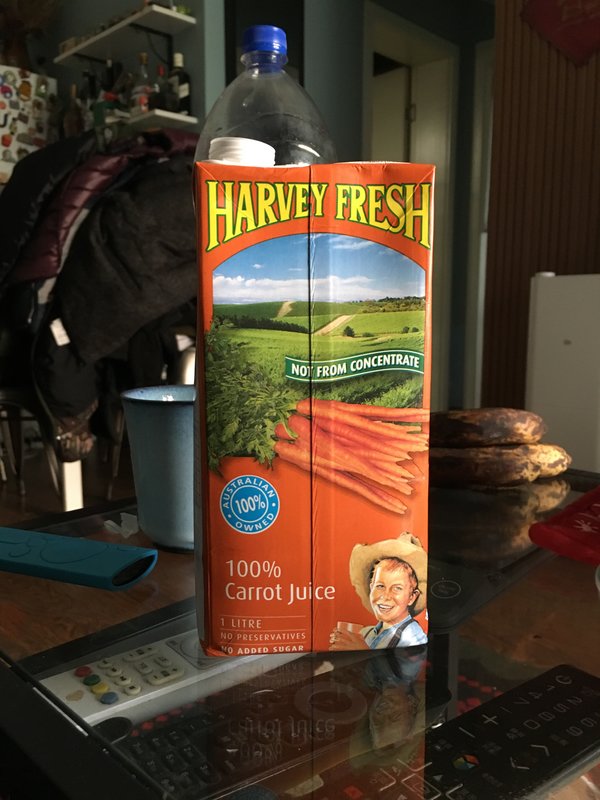 HARVEY FRESH
NOT FROM CONCENTRATE
AUSTRALIAN
100%
OWNED
100%
Carrot Juice
1 LITRE
NO PRESERVATIVES
NO ADDED SUGAR